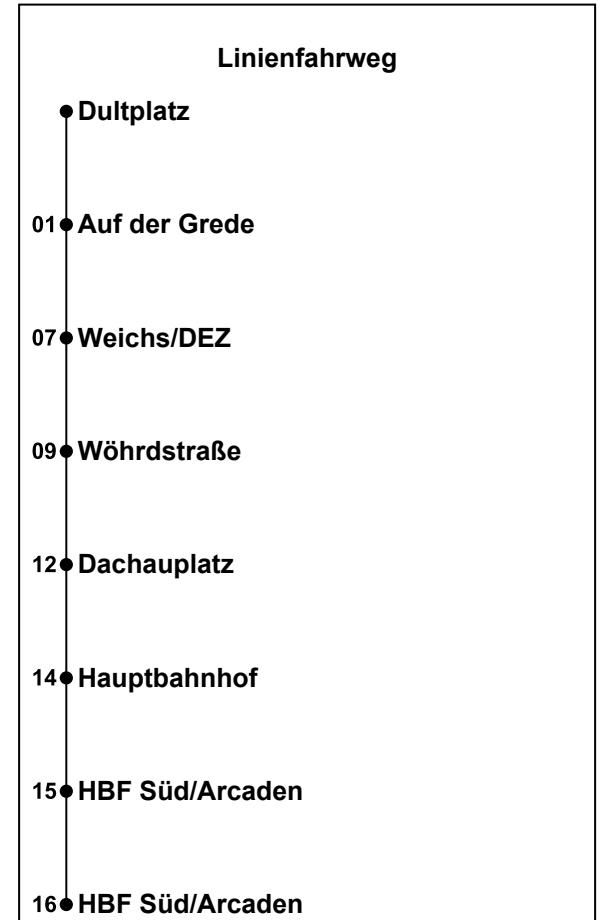 Linienfahrweg
Dultplatz
01 Auf der Grede
07 Weichs/DEZ
09 Wöhrdstraße
12 Dachauplatz
14 Hauptbahnhof
15 HBF Süd/Arcaden
16 HBF Süd/Arcaden